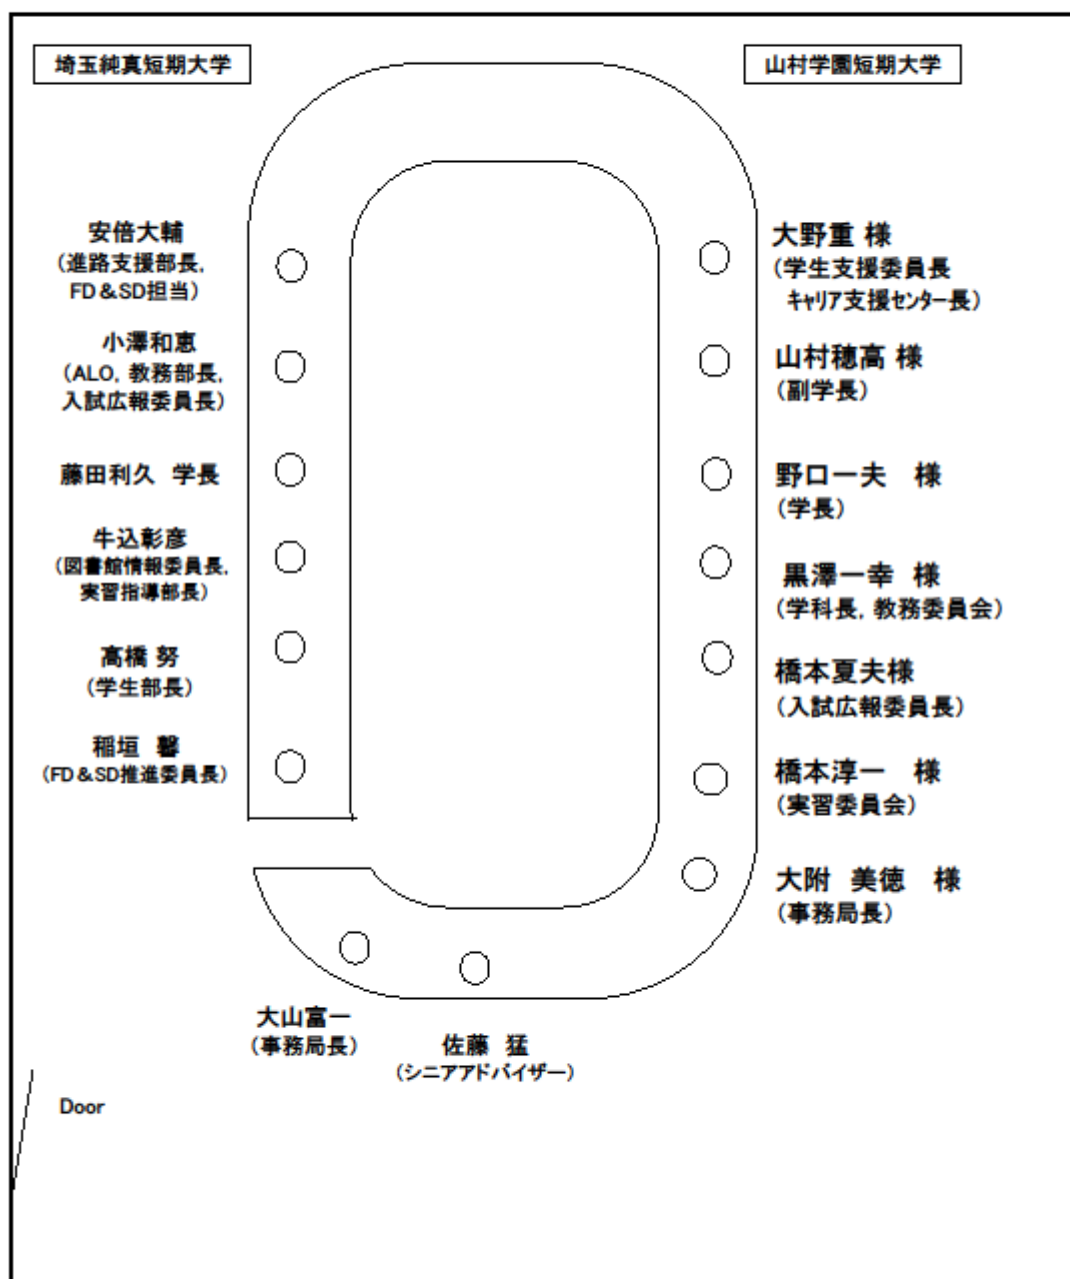 埼玉純真短期大学
山村学園短期大学
安倍大輔
（進路支援部長，
FD＆SD担当）
小澤和恵
（ALO，教務部長，
入試広報委員長）
藤田利久　学長
牛込彰彦
（図書館情報委員長，
実習指導部長）
高橋 努
（学生部長）
稲垣　馨
（FD＆SD推進委員長）
大野重 様
（学生支援委員長
キャリア支援センター長）
山村穂高 様
（副学長）
野口一夫　様
（学長）
黒澤一幸　様
（学科長，教務委員会）
橋本夏夫様
（入試広報委員長）
橋本淳一　様
（実習委員会）
大附　美徳　様
（事務局長）
大山富一
（事務局長）
佐藤　猛
（シニアアドバイザー）
Door